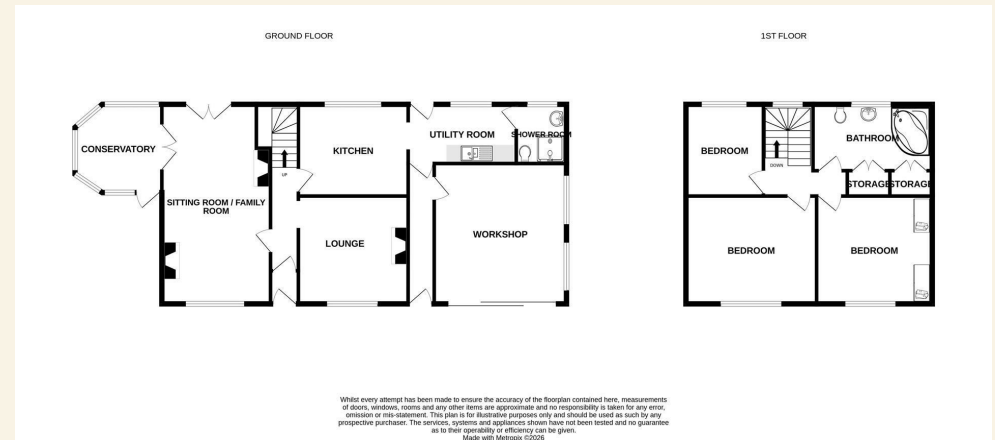 GROUND FLOOR
1ST FLOOR
CONSERVATORY
SITTING ROOM / FAMILY
ROOM
UP
KITCHEN
LOUNGE
UTILITY ROOM
SHOWER ROOM
WORKSHOP
BEDROOM
DOWN
BATHROOM
STORAGE
STORAGE
BEDROOM
BEDROOM
Whilst every attempt has been made to ensure the accuracy of the floorplan contained here, measurements
of doors, windows, rooms and any other items are approximate and no responsibility is taken for any error,
omission or mis-statement. This plan is for illustrative purposes only and should be used as such by any
prospective purchaser. The services, systems and appliances shown have not been tested and no guarantee
as to their operability or efficiency can be given.
Made with Metropix ©2026